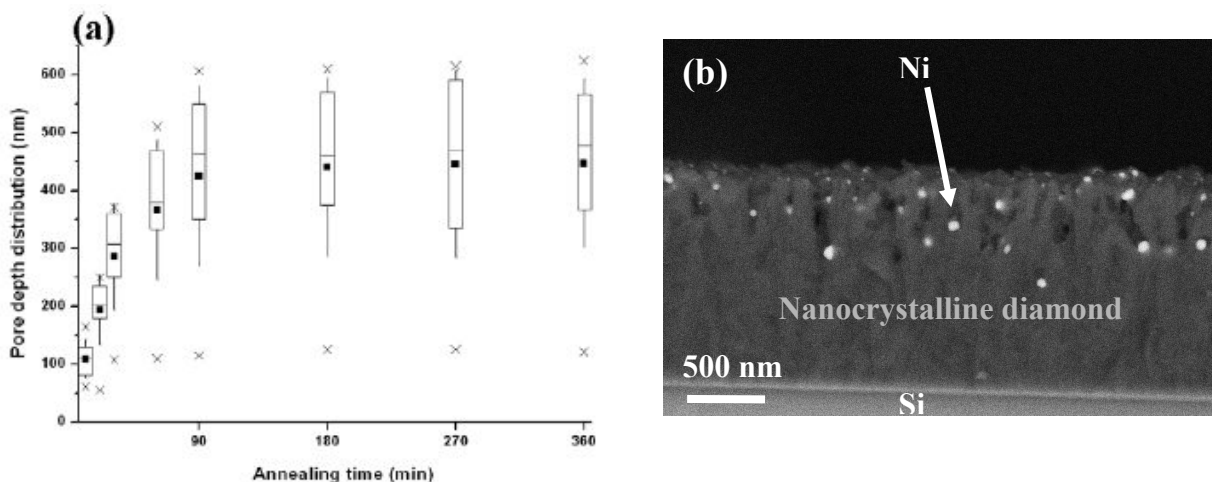 (a)
600
500
400
300
200
100
0
Pore depth distribution (nm)
90
180
270
360
Annealing time (min)
(b)
Ni
Nanocrystalline diamond
500 nm
Si